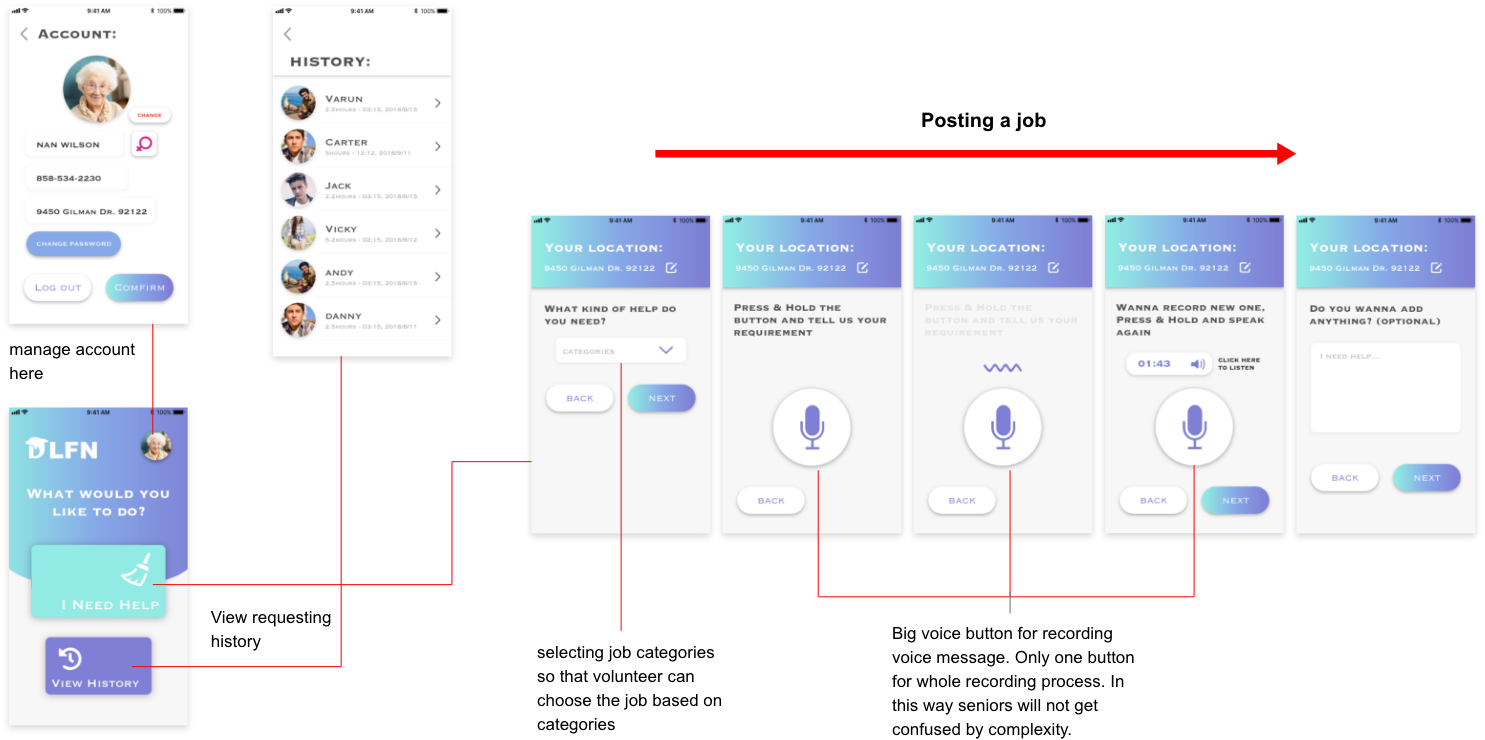 9:41 AM
100%
Account:
CHANGE
NAN WILSON
858-534-2230
9450 Gilman Dr. 92122
CHANGE PASSWORD
Log out
Comfirm
manage account
here
9:41 AM
100%
HISTORY:
Varun
2.5hours - 03:15, 2018/8/15
Carter
5hours - 12:12, 2018/9/11
Jack
2.2hours - 03:15, 2018/8/15
Vicky
5.2hours - 02:15, 2018/8/12
ANDY
2.5hours - 03:15, 2018/8/15
DANNY
2.5hours - 03:15, 2018/8/11
9:41 AM
100%
DLFN
What would you
like to do?
I Need Help
View History
View requesting
history
Posting a job
9:41 AM
100%
Your location:
9450 Gilman Dr. 92122
What kind of help do
you need?
CATEGORIES
BACK
NEXT
selecting job categories
so that volunteer can
choose the job based on
categories
9:41 AM
100%
Your location:
9450 Gilman Dr. 92122
Press & Hold the
button and tell us your
requirement
BACK
9:41 AM
100%
Your location:
9450 Gilman Dr. 92122
Press & Hold the
button and tell us your
requirement
BACK
9:41 AM
100%
Your location:
9450 Gilman Dr. 92122
Wanna record new one,
Press & Hold and speak
again
01:43
CLICK HERE
TO LISTEN
BACK
NEXT
Big voice button for recording
voice message. Only one button
for whole recording process. In
this way seniors will not get
confused by complexity.
9:41 AM
100%
Your location:
9450 Gilman Dr. 92122
Do you wanna add
anything? (optional)
I need help...
BACK
NEXT